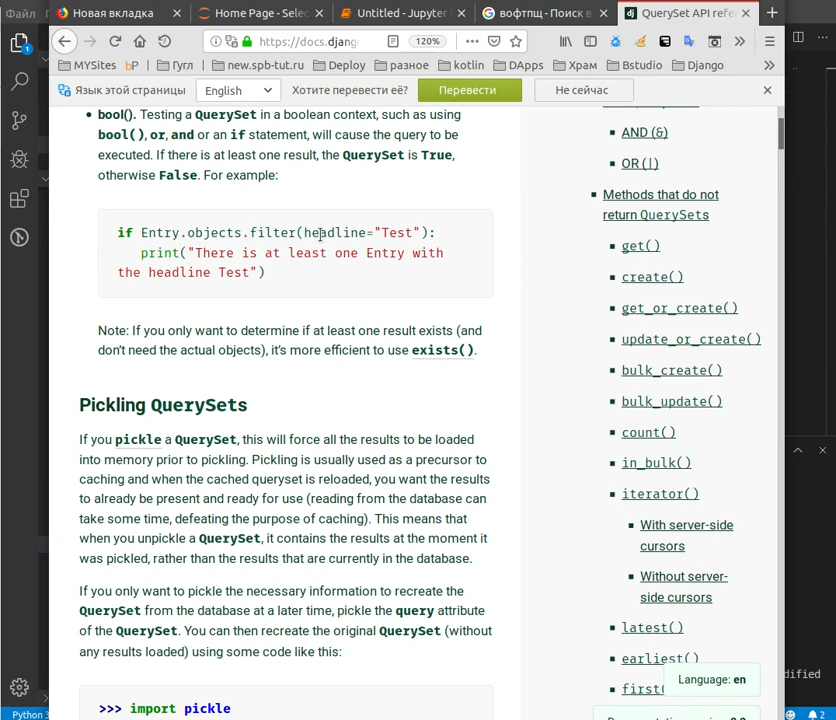 Файл
Новая вкладка
Home Page - Selec
Untitled - Jupyter
вофтпщ - Поиск в
QuerySet API refe
https://docs.djang
120%
MYSites
bP
Гугл
new.spb-tut.ru
Deploy
разное
kotlin
DApps
Храм
Bstudio
Django
Язык этой страницы
English
Хотите перевести её?
Перевести
Не сейчас
bool(). Testing a QuerySet in a boolean context, such as using
bool(), or, and or an if statement, will cause the query to be
executed. If there is at least one result, the QuerySet is True,
otherwise False. For example:
if Entry.objects.filter(headline="Test"):
print("There is at least one Entry with
the headline Test")
Note: If you only want to determine if at least one result exists (and
don't need the actual objects), it's more efficient to use exists().
Pickling QuerySets
If you pickle a QuerySet, this will force all the results to be loaded
into memory prior to pickling. Pickling is usually used as a precursor to
caching and when the cached queryset is reloaded, you want the results
to already be present and ready for use (reading from the database can
take some time, defeating the purpose of caching). This means that
when you unpickle a QuerySet, it contains the results at the moment it
was pickled, rather than the results that are currently in the database.
If you only want to pickle the necessary information to recreate the
QuerySet from the database at a later time, pickle the query attribute
of the QuerySet. You can then recreate the original QuerySet (without
any results loaded) using some code like this:
>>> import pickle
AND (&)
OR (|)
Methods that do not
return QuerySets
get()
create()
get_or_create()
update_or_create()
bulk_create()
bulk_update()
count()
in_bulk()
iterator()
With server-side
cursors
Without server-
side cursors
latest()
earliest()
first(
Language: en
dified
Python 3
1
2